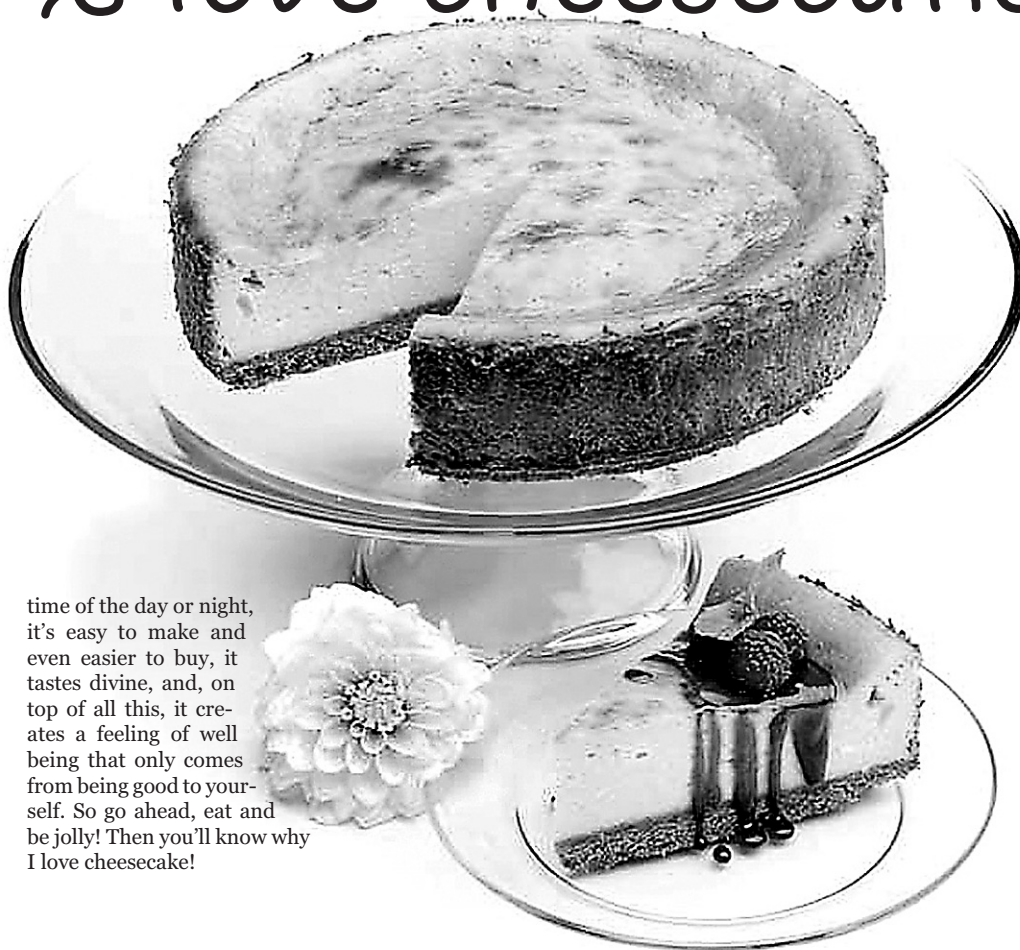 I love cheesecake
time of the day or night,
it's easy to make and
even easier to buy, it
tastes divine, and, on
top of all this, it cre-
ates a feeling of well
being that only comes
from being good to your-
self. So go ahead, eat and
be jolly! Then you'll know why
I love cheesecake!